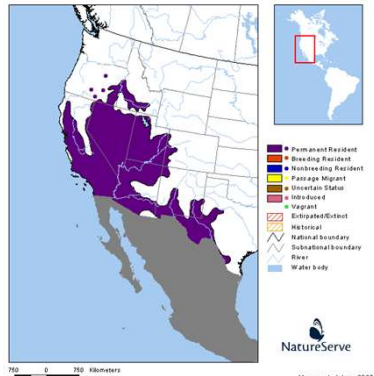 Permanent Resident
Breeding Resident
Nonbreeding Resident
Passage Migrant
Uncertain Status
Introduced
Vagrant
Extirpated/Extinct
Historical
National boundary
Subnational boundary
River
Water body
NatureServe
750 0 750 Kilometers